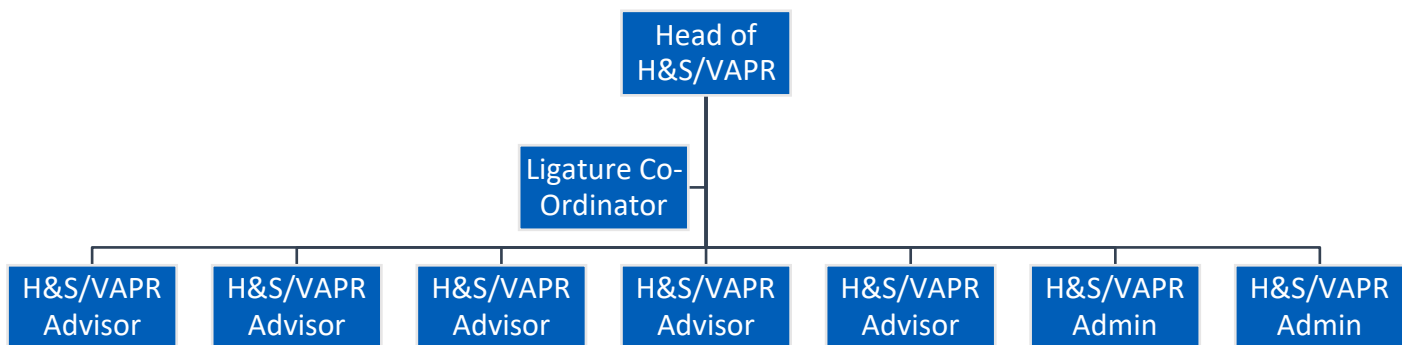 Head of
H&S/VAPR
Ligature Co-
Ordinator
H&S/VAPR
Advisor
H&S/VAPR
Advisor
H&S/VAPR
Advisor
H&S/VAPR
Advisor
H&S/VAPR
Advisor
H&S/VAPR
Admin
H&S/VAPR
Admin